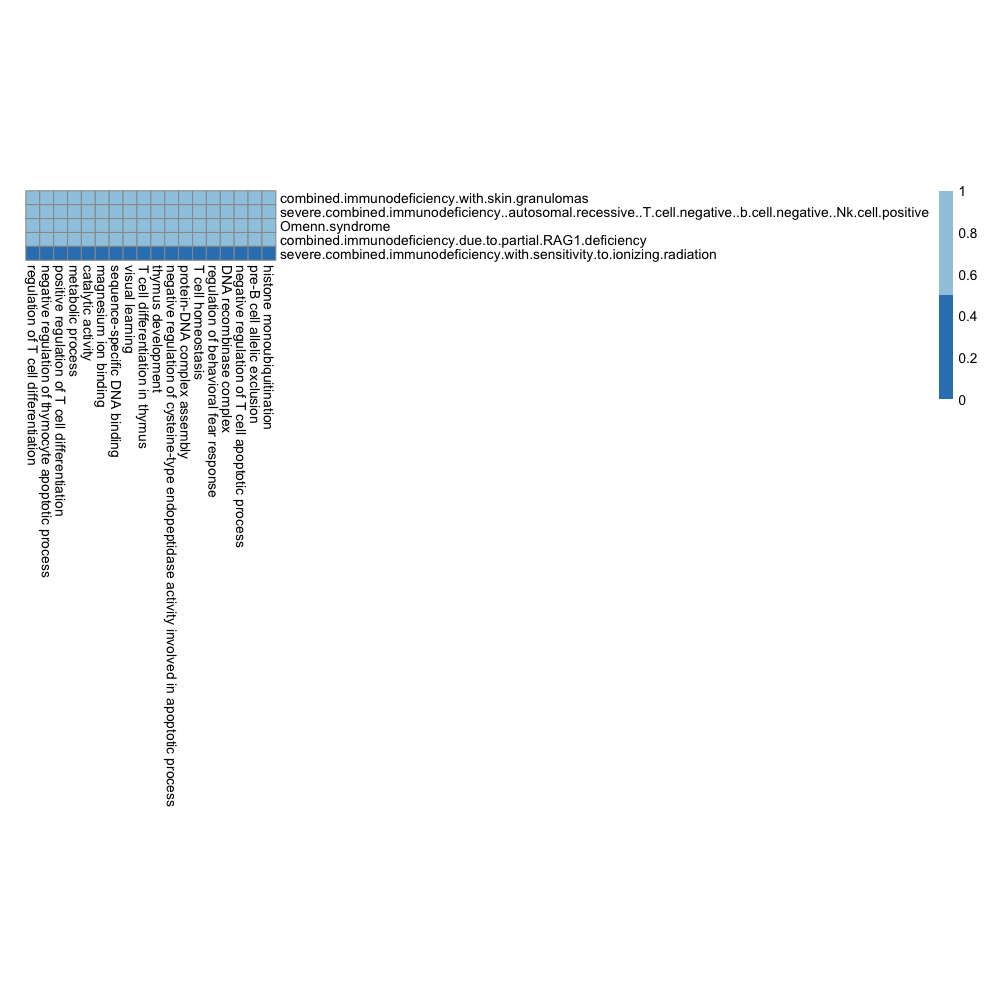 combined.immunodeficiency.with.skin.granulomas
severe.combined.immunodeficiency..autosomal.recessive..T.cell.negative..b.cell.negative..Nk.cell.positive
Omenn.syndrome
combined.immunodeficiency.due.to.partial.RAG1.deficiency
severe.combined.immunodeficiency.with.sensitivity.to.ionizing.radiation
1
0.8
0.6
0.4
0.2
0
regulation of T cell differentiation
negative regulation of thymocyte apoptotic process
positive regulation of T cell differentiation
metabolic process
catalytic activity
magnesium ion binding
sequence-specific DNA binding
visual learning
T cell differentiation in thymus
thymus development
negative regulation of cysteine-type endopeptidase activity involved in apoptotic process
protein-DNA complex assembly
T cell homeostasis
regulation of behavioral fear response
DNA recombinase complex
negative regulation of T cell apoptotic process
pre-B cell allelic exclusion
histone monoubiquitination